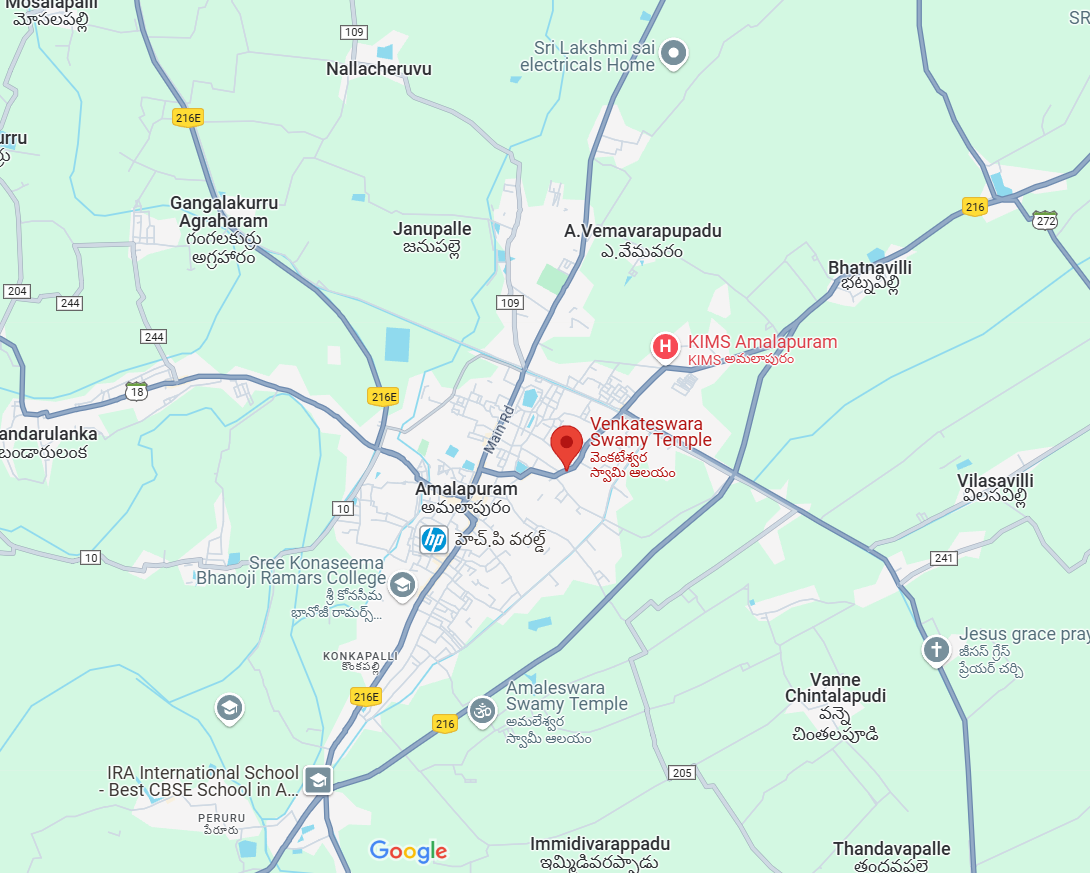 Mosalapalli
మోసలపల్లి
109
Nallacheruvu
Sri Lakshmi sai
electricals Home
SR
216E
216
272
Gangalakurru
Agraharam
గంగలకుర్రు
అగ్రహారం
Janupalle
జనుపల్లె
A.Vemavarapupadu
ఎ.వేమవరం
Bhatnavilli
భట్నవిల్లి
204
244
109
244
KIMS Amalapuram
KIMS అమలాపురం
H
18
216E
andarulanka
బండారులంక
Main Rd
Venkateswara
Swamy Temple
వెంకటేశ్వర
స్వామి ఆలయం
Amalapuram
అమలాపురం
Vilasavilli
విలసవిల్లి
10
hp
హెచ్.పి వరల్డ్
10
241
Sree Konaseema
Bhanoji Ramars College
శ్రీ కోనసీమ
భానోజీ రామర్స్...
Jesus grace pray
జీసస్ గ్రేస్
ప్రేయర్ చర్చి
KONKAPALLI
కొంకపల్లి
216E
Amaleswara
Swamy Temple
అమలేశ్వర
స్వామీ ఆలయం
216
Vanne
Chintalapudi
వన్నె
చింతలపూడి
205
IRA International School
- Best CBSE School in A...
PERURU
పేరూరు
Google
Immidivarappadu
ఇమ్మిడివరప్పాడు
Thandavapalle
తండవపల్లె